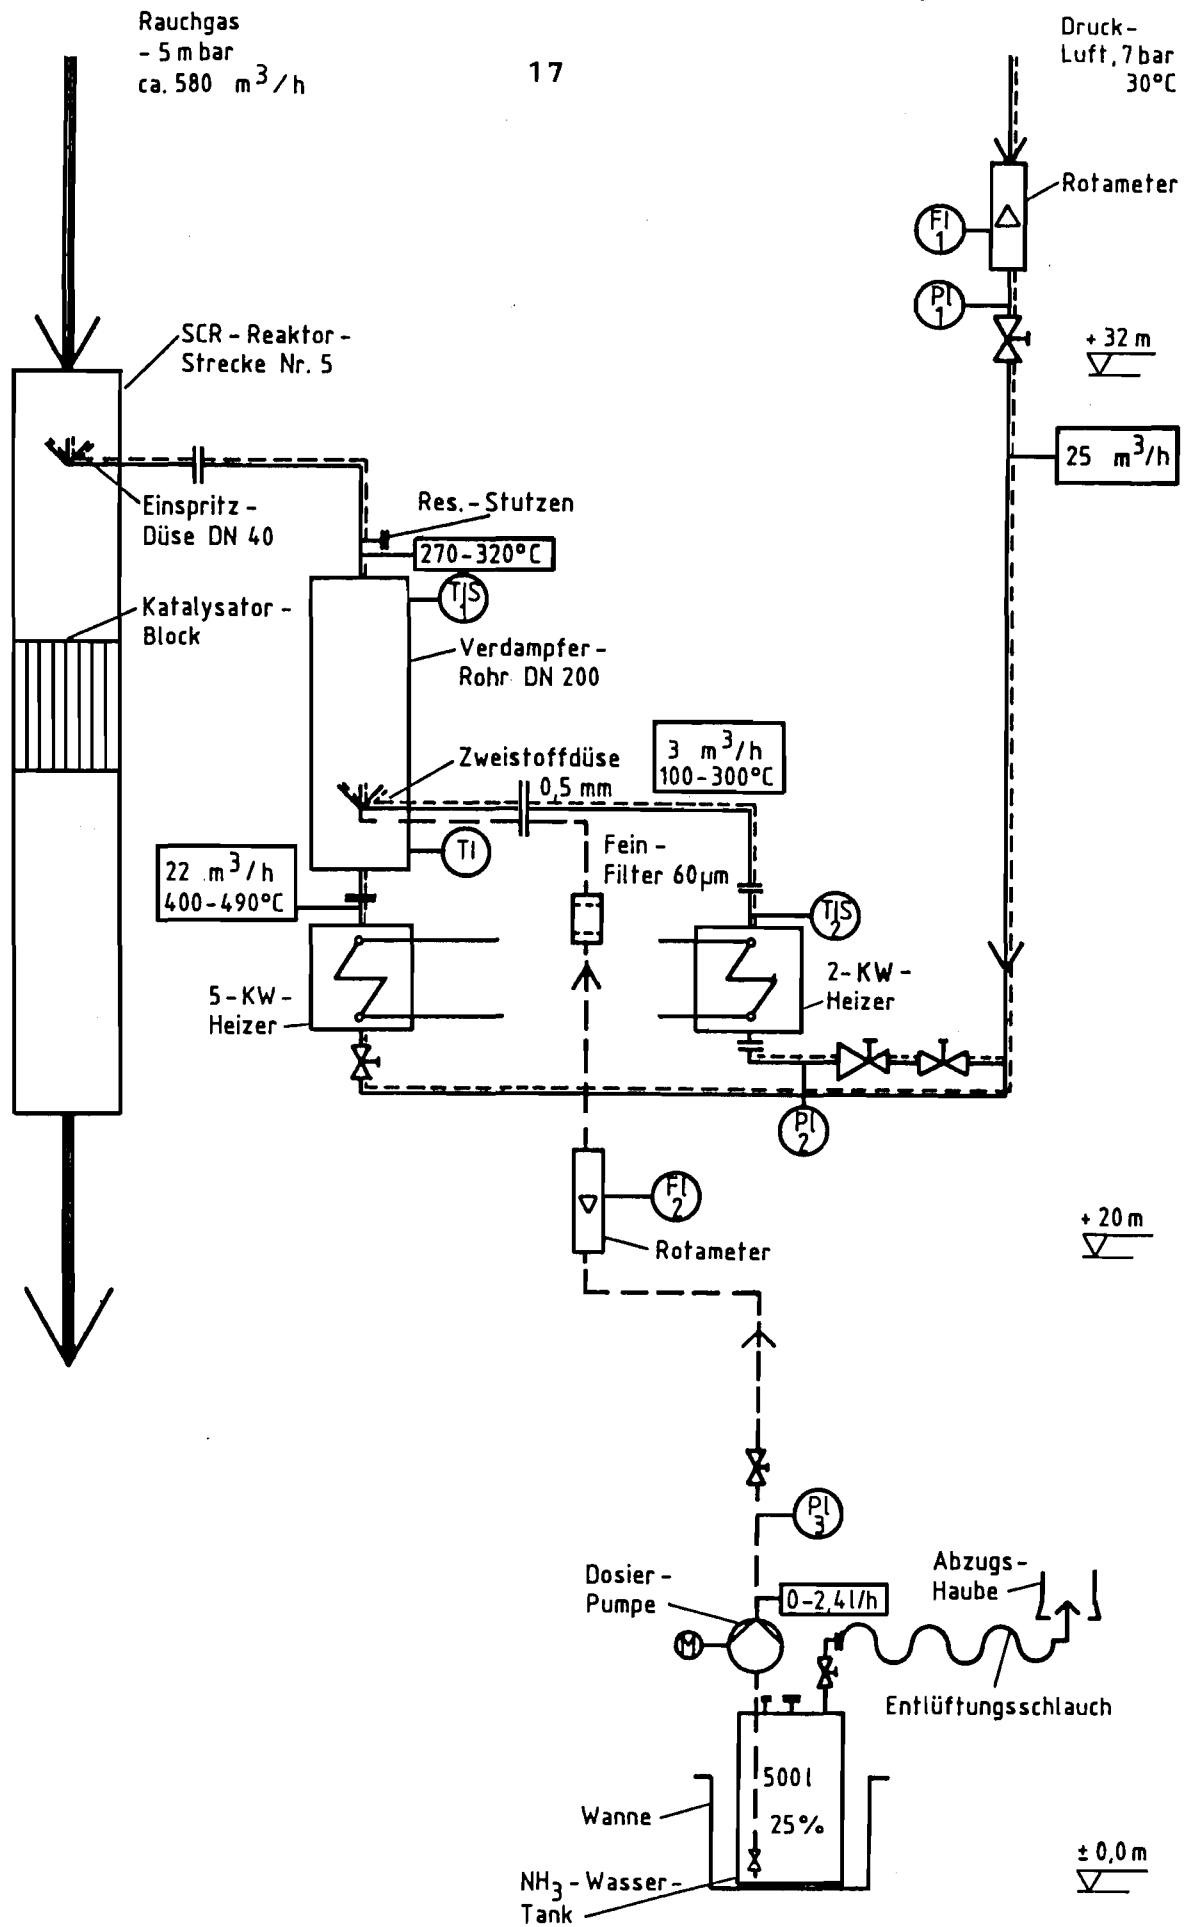 Rauchgas
- 5 mbar
ca. 580 m³/h
17
Druck-
Luft, 7 bar
30°C
Rotameter
FI
1
PI
1
+ 32 m
SCR-Reaktor-
Strecke Nr. 5
25 m³/h
Einspritz-
Düse DN 40
Res.-Stutzen
270-320°C
TIS
1
Katalysator-
Block
Verdampfer-
Rohr DN 200
Zweistoffdüse
0,5 mm
3 m³/h
100-300°C
TI
Fein-
Filter 60µm
22 m³/h
400-490°C
TIS
2
5-KW-
Heizer
2-KW-
Heizer
PI
2
FI
2
Rotameter
+ 20 m
PI
3
Dosier-
Pumpe
0-2,4 l/h
M
Abzugs-
Haube
Entlüftungsschlauch
500 l
25%
Wanne
± 0,0 m
NH₃-Wasser-
Tank